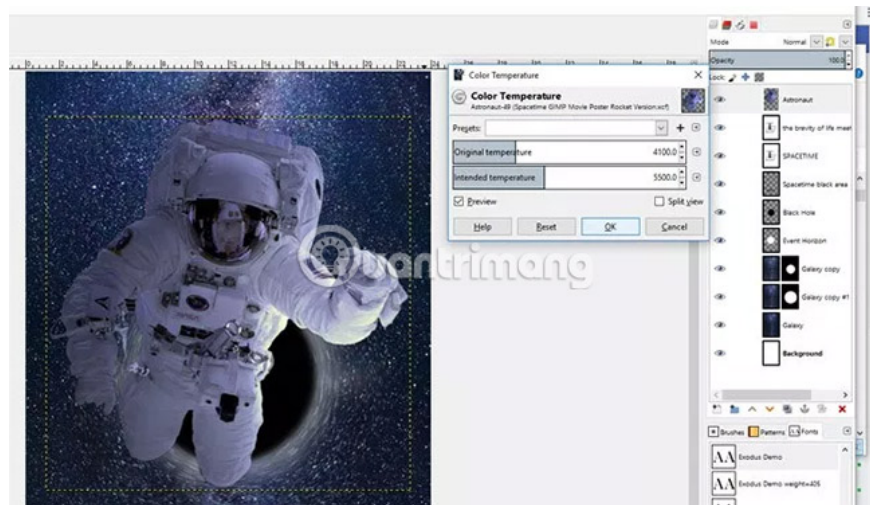 Mode Normal
Opacity 100.0
Lock:
Color Temperature
Color Temperature
Astronaut-49 (Spacetime GIMP Movie Poster Rocket Version.xcf)
Presets:
Original temperature 4100.0
Intended temperature 5500.0
Preview Split view
Help Reset OK Cancel
Astronaut
the brevity of life meet
SPACETIME
Spacetime black area
Black Hole
Event Horizon
Galaxy copy
Galaxy copy #1
Galaxy
Background
Quantrimang
Brushes Patterns Fonts
AA Exodus Demo
AA Exodus Demo weight=405